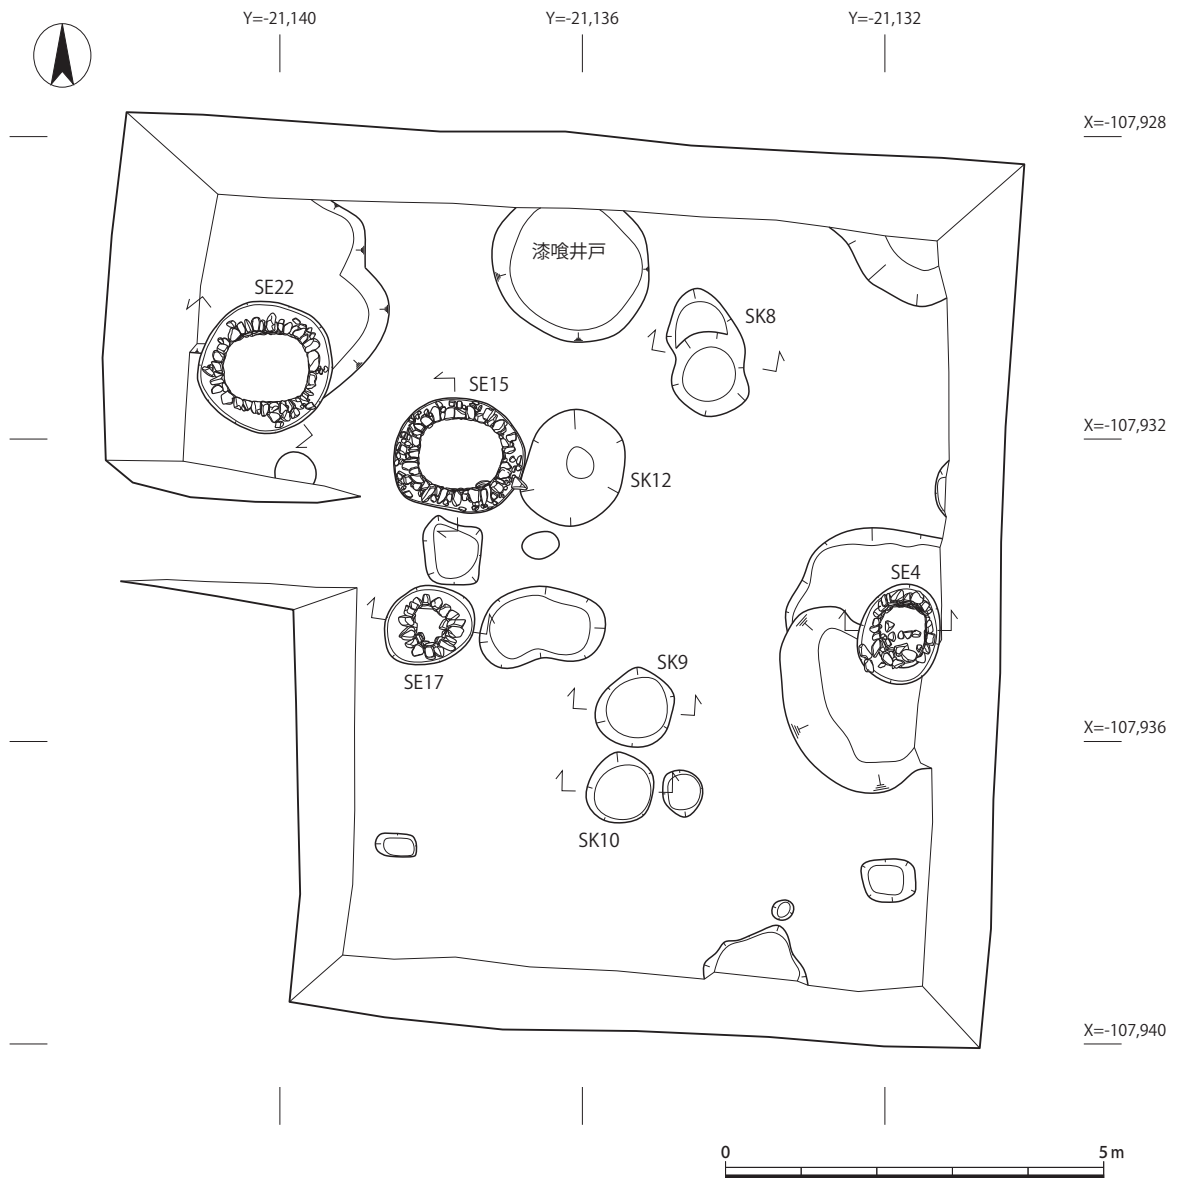 Y=-21,140
Y=-21,136
Y=-21,132
X=-107,928
漆喰井戸
SE22
SK8
SE15
X=-107,932
SK12
SE4
SK9
SE17
X=-107,936
SK10
X=-107,940
0
5 m